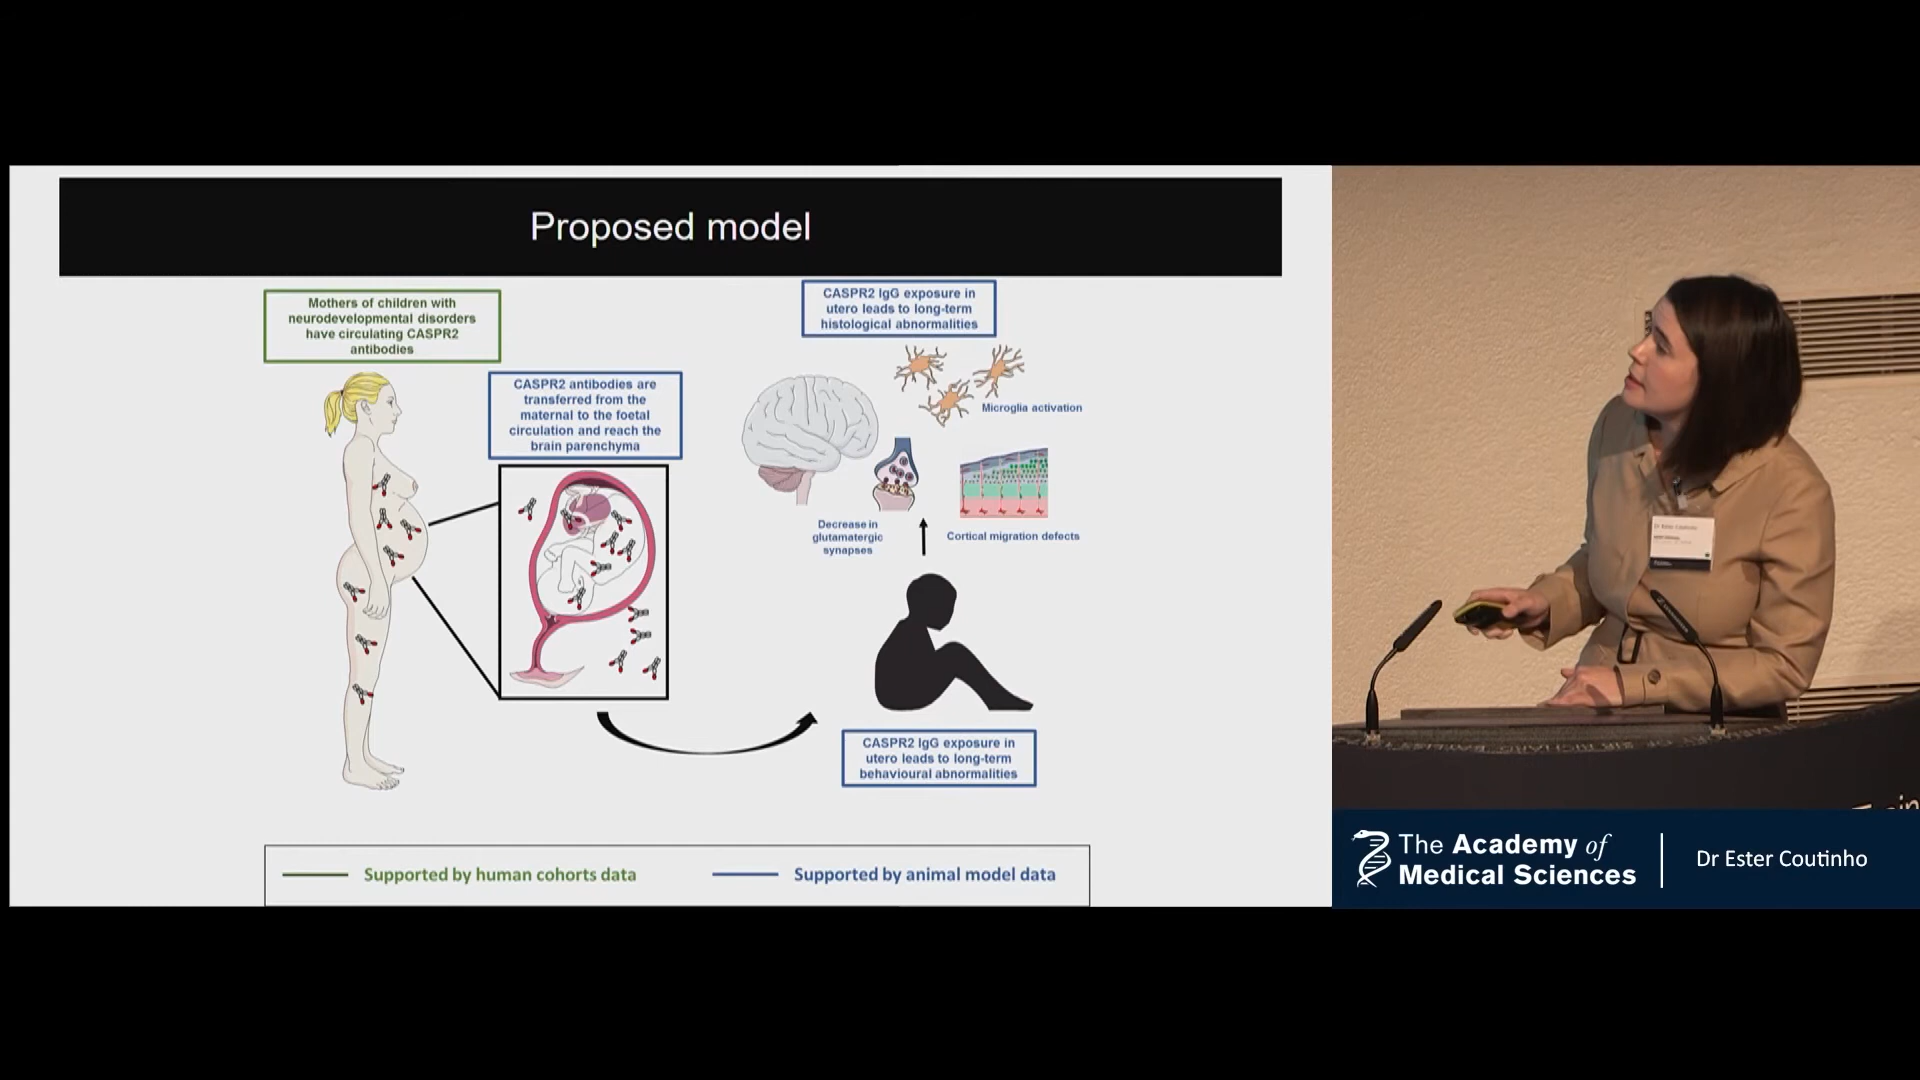 Proposed model
Mothers of children with
neurodevelopmental disorders
have circulating CASPR2
antibodies
CASPR2 antibodies are
transferred from the
maternal to the foetal
circulation and reach the
brain parenchyma
CASPR2 IgG exposure in
utero leads to long-term
histological abnormalities
Microglia activation
Decrease in
glutamatergic
synapses
Cortical migration defects
CASPR2 IgG exposure in
utero leads to long-term
behavioural abnormalities
Supported by human cohorts data
Supported by animal model data
Dr Ester Coutinho
The Academy of
Medical Sciences
Dr Ester Coutinho